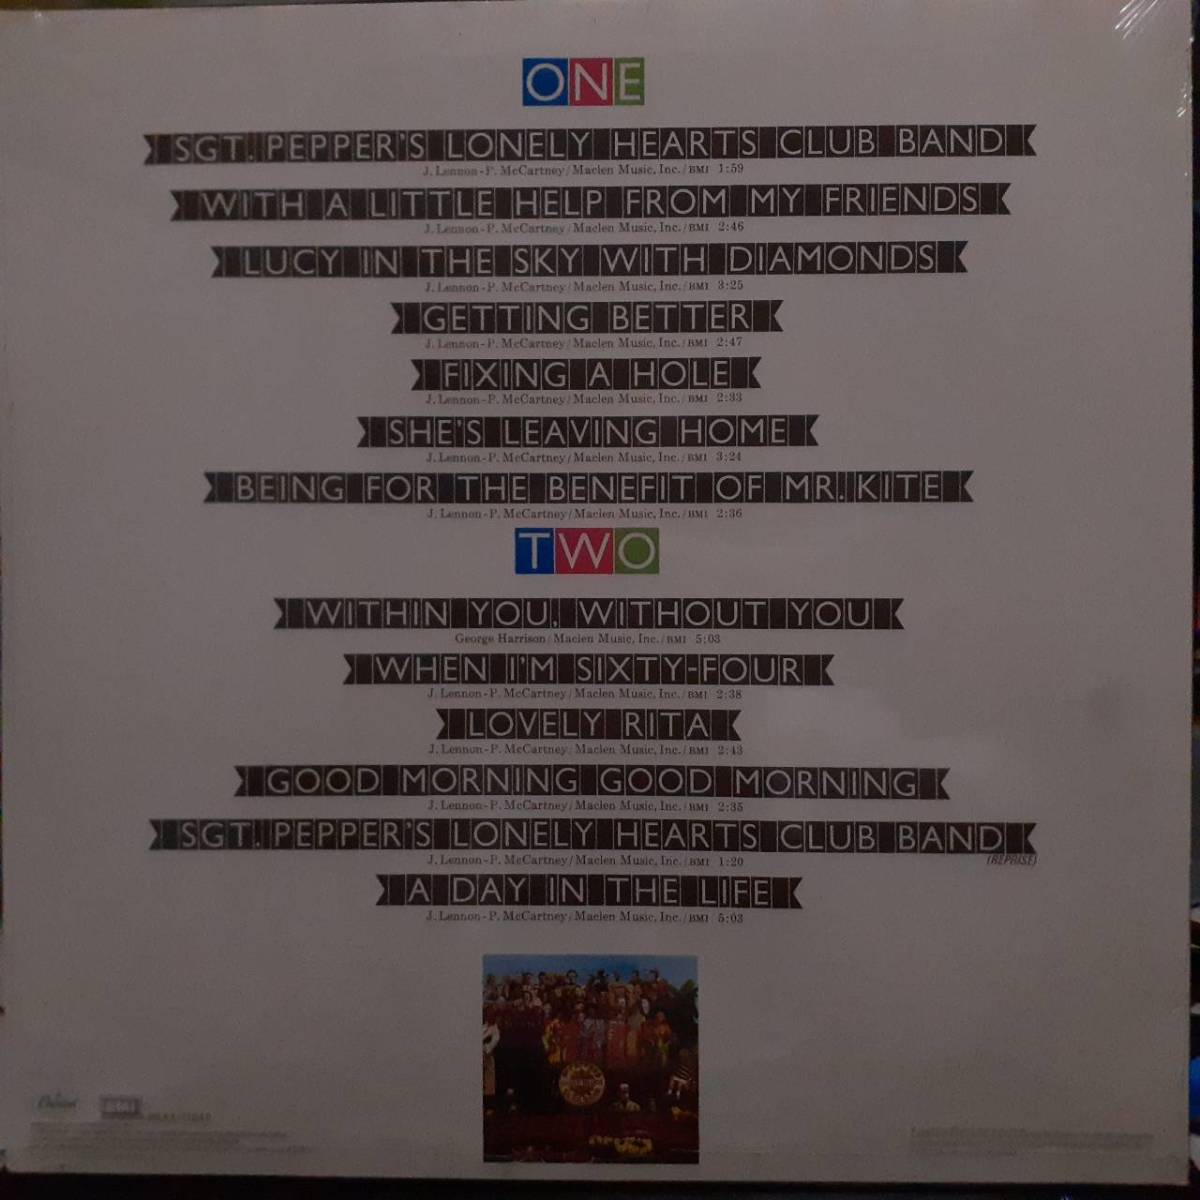 ONE
SGT. PEPPER'S LONELY HEARTS CLUB BAND
J. Lennon-P. McCartney/Maclen Music, Inc./BMI 1:59
WITH A LITTLE HELP FROM MY FRIENDS
J. Lennon-P. McCartney/Maclen Music, Inc./BMI 2:46
LUCY IN THE SKY WITH DIAMONDS
J. Lennon-P. McCartney/Maclen Music, Inc./BMI 3:25
GETTING BETTER
J. Lennon-P. McCartney/Maclen Music, Inc./BMI 2:47
FIXING A HOLE
J. Lennon-P. McCartney/Maclen Music, Inc./BMI 2:33
SHE'S LEAVING HOME
J. Lennon-P. McCartney/Maclen Music, Inc./BMI 3:24
BEING FOR THE BENEFIT OF MR. KITE
J. Lennon-P. McCartney/Maclen Music, Inc./BMI 2:36
TWO
WITHIN YOU, WITHOUT YOU
George Harrison/Maclen Music, Inc./BMI 5:03
WHEN I'M SIXTY-FOUR
J. Lennon-P. McCartney/Maclen Music, Inc./BMI 2:38
LOVELY RITA
J. Lennon-P. McCartney/Maclen Music, Inc./BMI 2:43
GOOD MORNING GOOD MORNING
J. Lennon-P. McCartney/Maclen Music, Inc./BMI 2:35
SGT. PEPPER'S LONELY HEARTS CLUB BAND
(REPRISE)
J. Lennon-P. McCartney/Maclen Music, Inc./BMI 1:20
A DAY IN THE LIFE
J. Lennon-P. McCartney/Maclen Music, Inc./BMI 5:03
Capitol EMI